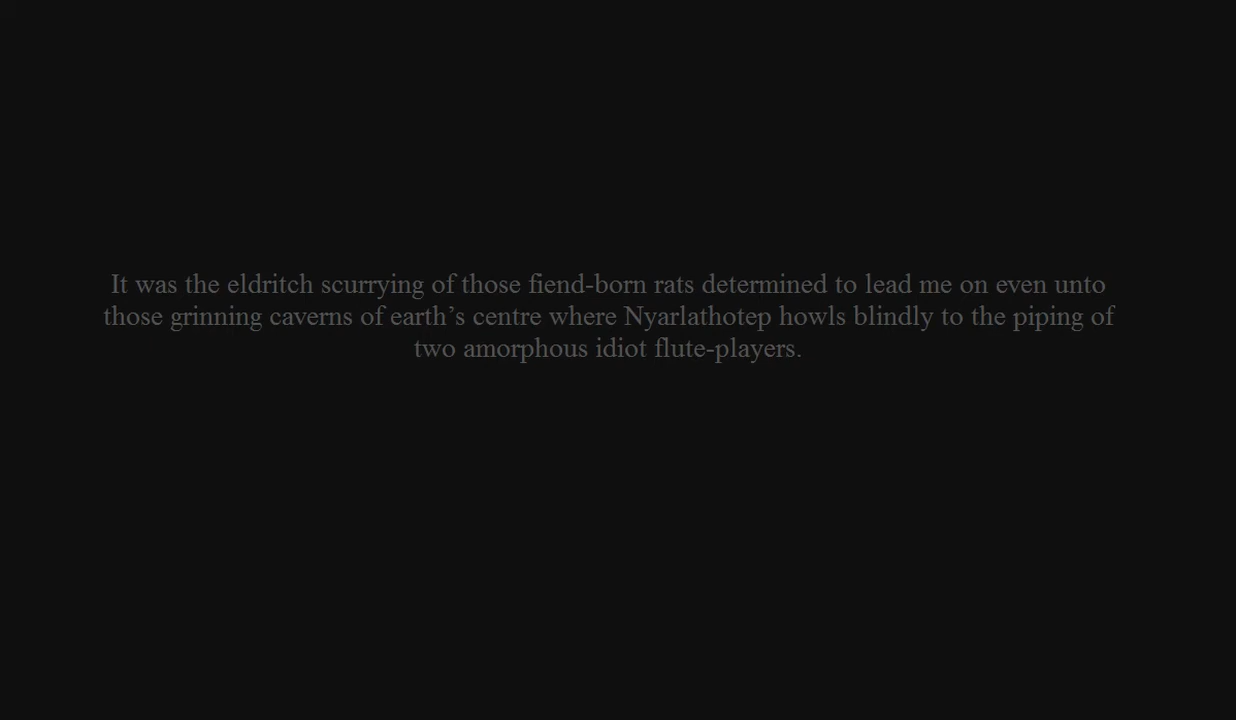 It was the eldritch scurrying of those fiend-born rats determined to lead me on even unto
those grinning caverns of earth’s centre where Nyarlathotep howls blindly to the piping of
two amorphous idiot flute-players.